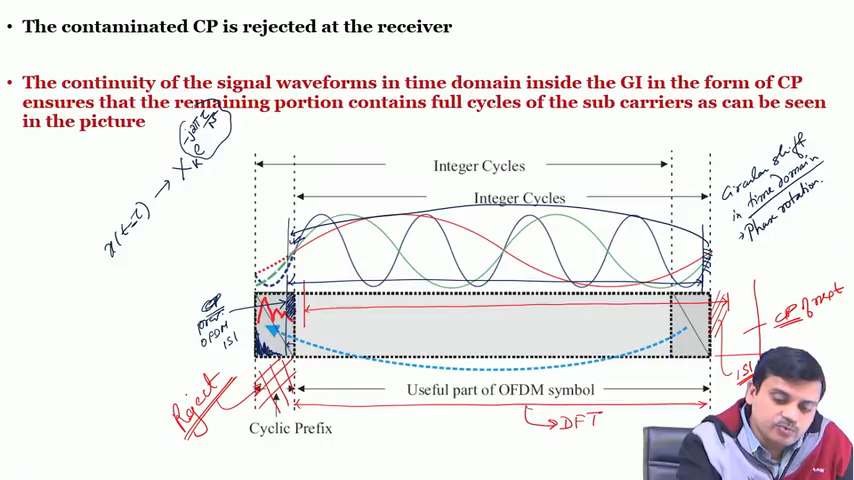 • The contaminated CP is rejected at the receiver
• The continuity of the signal waveforms in time domain inside the GI in the form of CP
ensures that the remaining portion contains full cycles of the sub carriers as can be seen
in the picture
Integer Cycles
Integer Cycles
Circular shift
in time domain
→ Phase rotation.
x(t-τ) → X
CP
OFDM
ISI
CP of next
ISI
Reject
Useful part of OFDM symbol
→ DFT
Cyclic Prefix